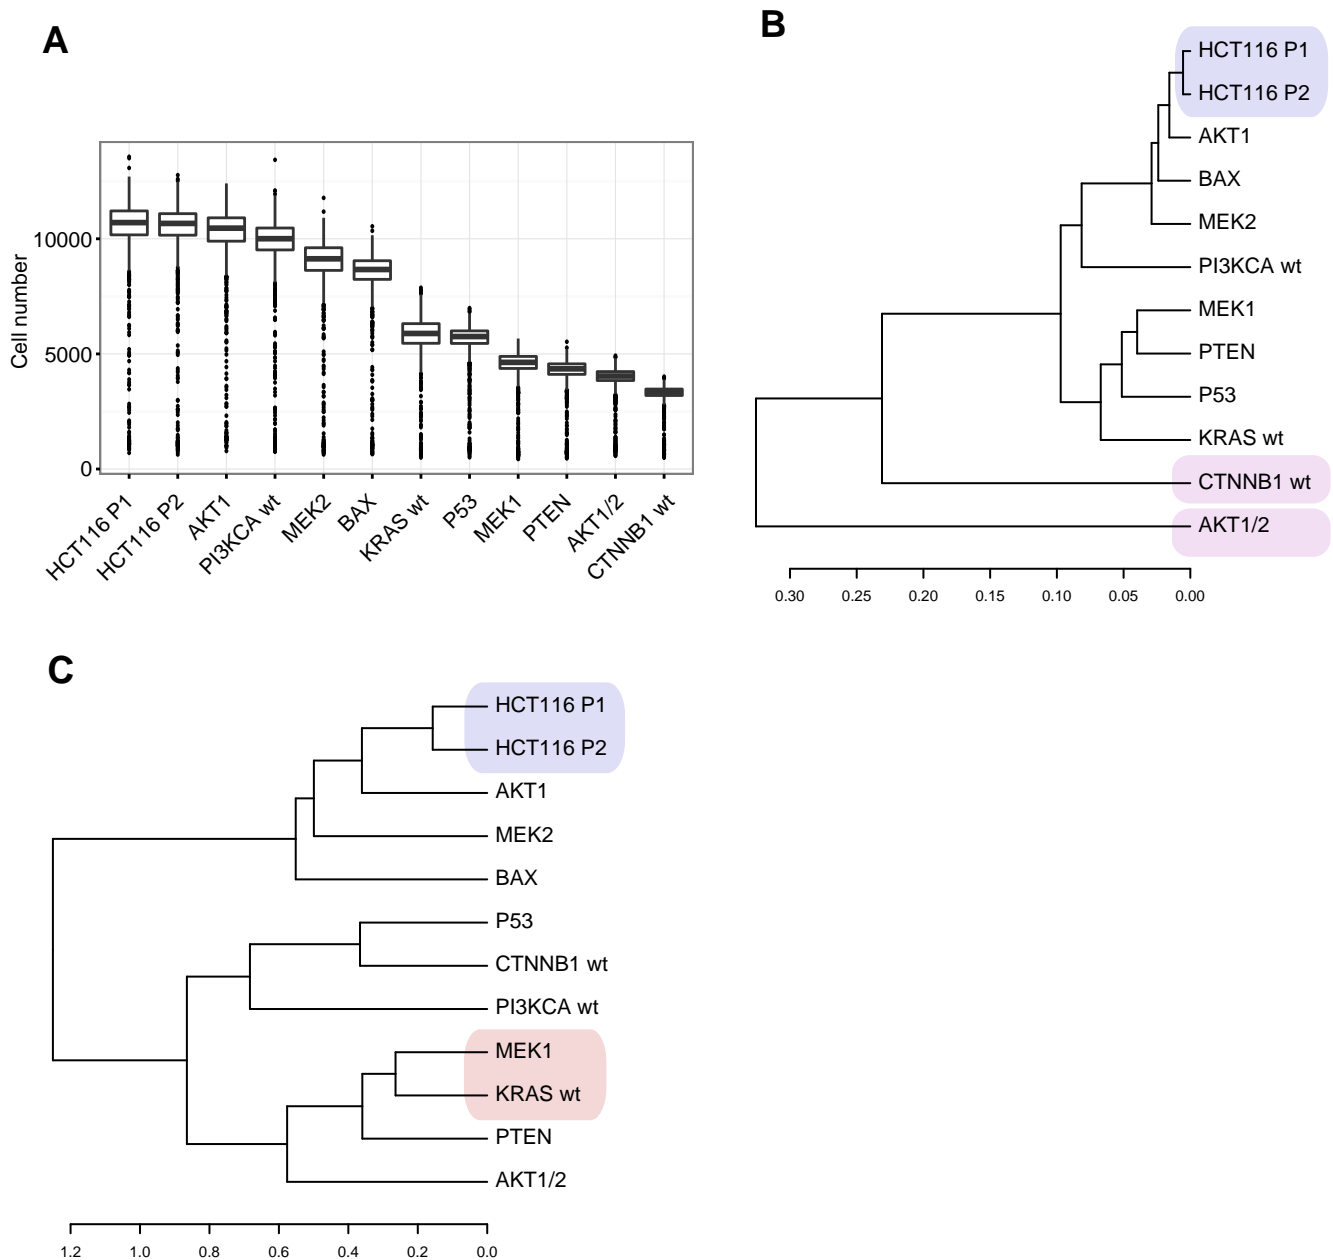 A
Cell number
10000
5000
0
HCT116 P1
HCT116 P2
AKT1
PI3KCA wt
MEK2
BAX
KRAS wt
P53
MEK1
PTEN
AKT1/2
CTNNB1 wt
B
HCT116 P1
HCT116 P2
AKT1
BAX
MEK2
PI3KCA wt
MEK1
PTEN
P53
KRAS wt
CTNNB1 wt
AKT1/2
0.30 0.25 0.20 0.15 0.10 0.05 0.00
C
HCT116 P1
HCT116 P2
AKT1
MEK2
BAX
P53
CTNNB1 wt
PI3KCA wt
MEK1
KRAS wt
PTEN
AKT1/2
1.2 1.0 0.8 0.6 0.4 0.2 0.0